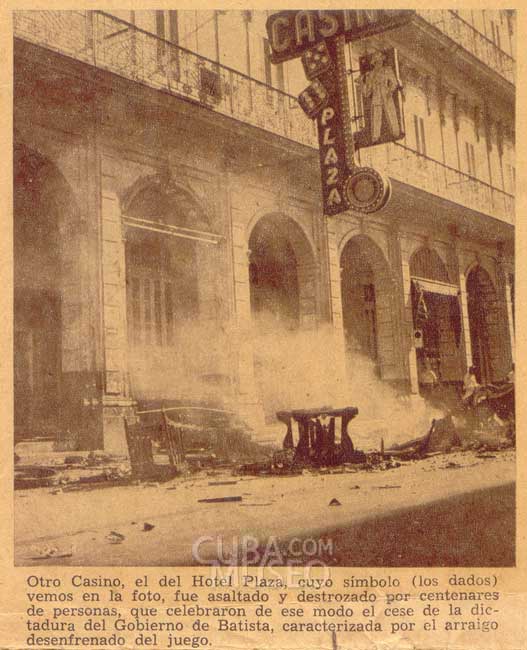 CASINO
PLAZA
CUBA.COM
MUSEO
Otro Casino, el del Hotel Plaza, cuyo símbolo (los dados)
vemos en la foto, fue asaltado y destrozado por centenares
de personas, que celebraron de ese modo el cese de la dic-
tadura del Gobierno de Batista, caracterizada por el arraigo
desenfrenado del juego.